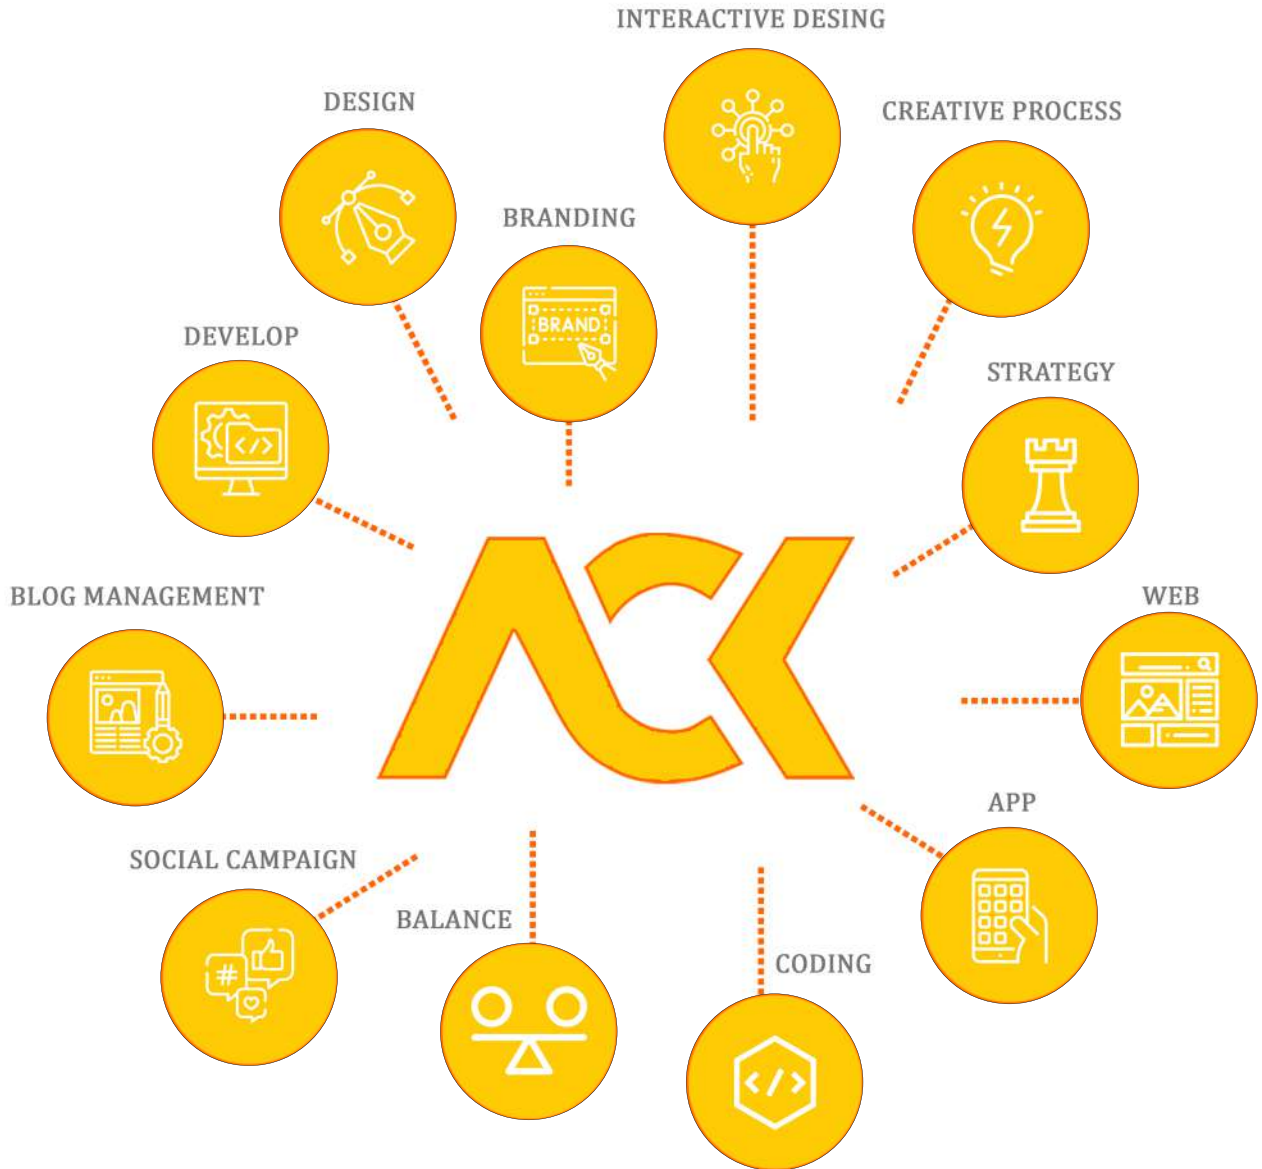 INTERACTIVE DESING
DESIGN
CREATIVE PROCESS
BRANDING
BRAND
DEVELOP
</>
STRATEGY
BLOG MANAGEMENT
WEB
ACK
APP
SOCIAL CAMPAIGN
#
BALANCE
CODING
</>